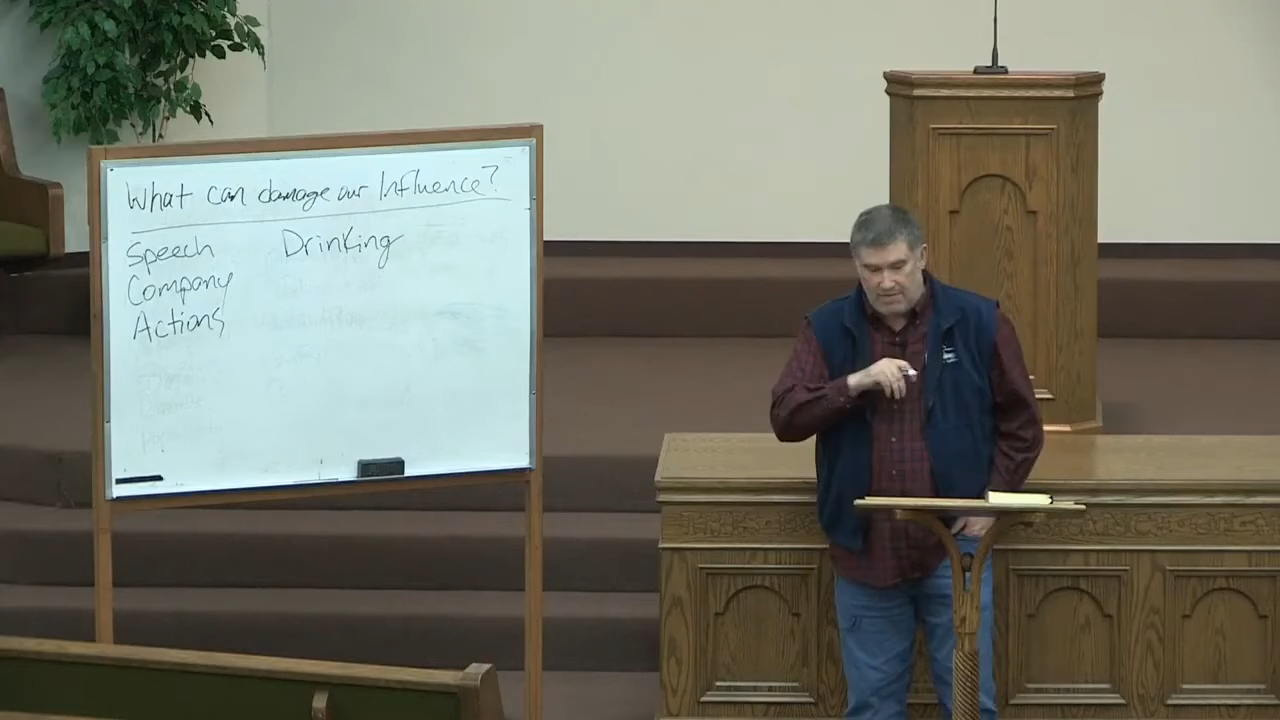 What can damage our Influence?
Speech Drinking
Company
Actions